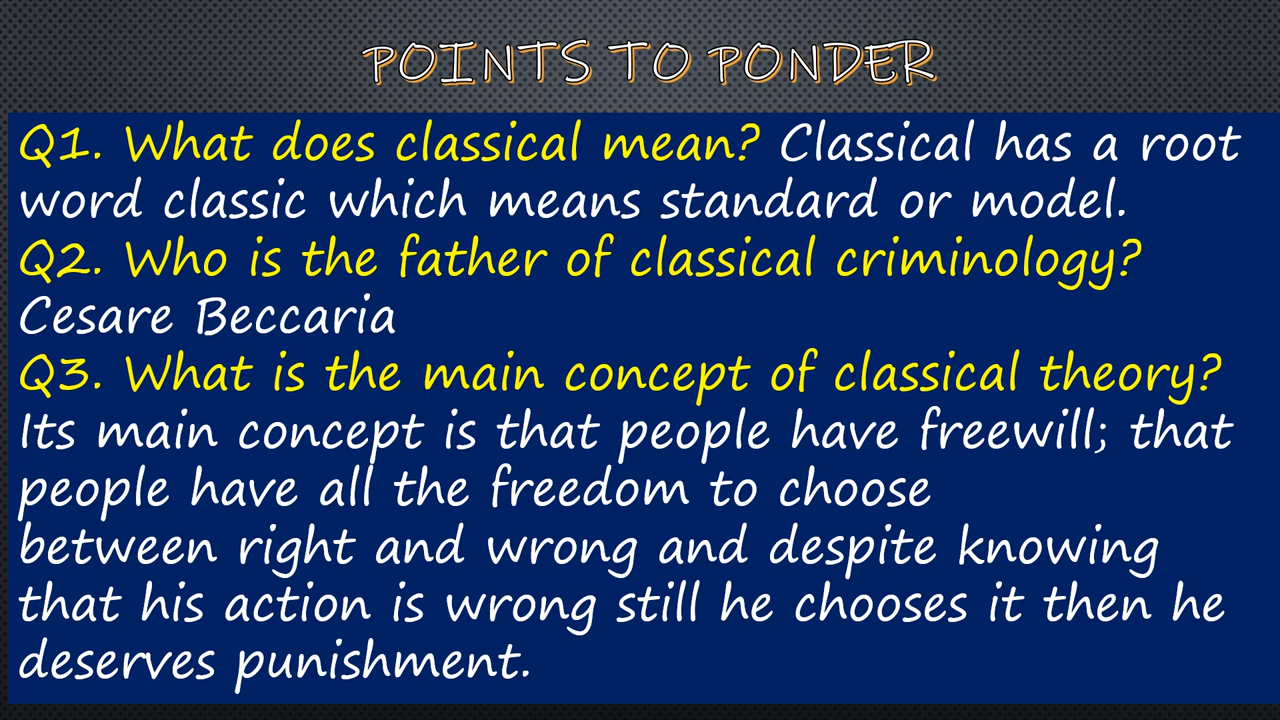 POINTS TO PONDER
Q1. What does classical mean? Classical has a root
word classic which means standard or model.
Q2. Who is the father of classical criminology?
Cesare Beccaria
Q3. What is the main concept of classical theory?
Its main concept is that people have freewill; that
people have all the freedom to choose
between right and wrong and despite knowing
that his action is wrong still he chooses it then he
deserves punishment.